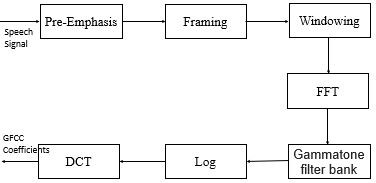 Speech
Signal
Pre-Emphasis
Framing
Windowing
FFT
Gammatone
filter bank
Log
DCT
GFCC
Coefficients